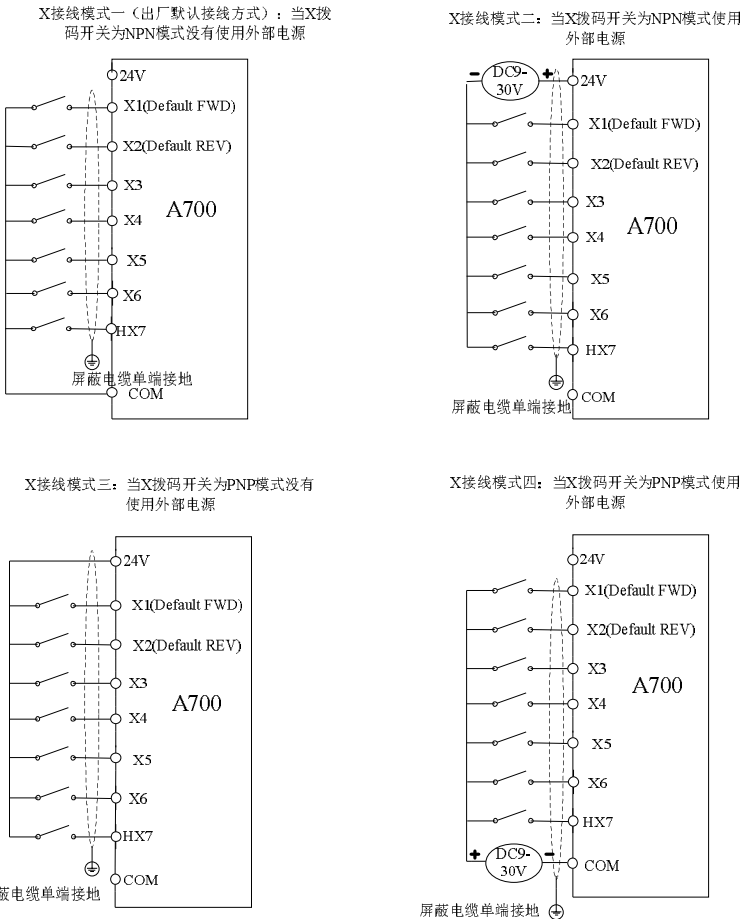 X接线模式一（出厂默认接线方式）：当X拨
码开关为NPN模式没有使用外部电源
24V
X1(Default FWD)
X2(Default REV)
X3
A700
X4
X5
X6
HX7
屏蔽电缆单端接地
COM
X接线模式二：当X拨码开关为NPN模式使用
外部电源
- DC9- +
30V
24V
X1(Default FWD)
X2(Default REV)
X3
A700
X4
X5
X6
HX7
COM
屏蔽电缆单端接地
X接线模式三：当X拨码开关为PNP模式没有
使用外部电源
24V
X1(Default FWD)
X2(Default REV)
X3
A700
X4
X5
X6
HX7
COM
蔽电缆单端接地
X接线模式四：当X拨码开关为PNP模式使用
外部电源
24V
X1(Default FWD)
X2(Default REV)
X3
A700
X4
X5
X6
HX7
+ DC9- -
30V
COM
屏蔽电缆单端接地